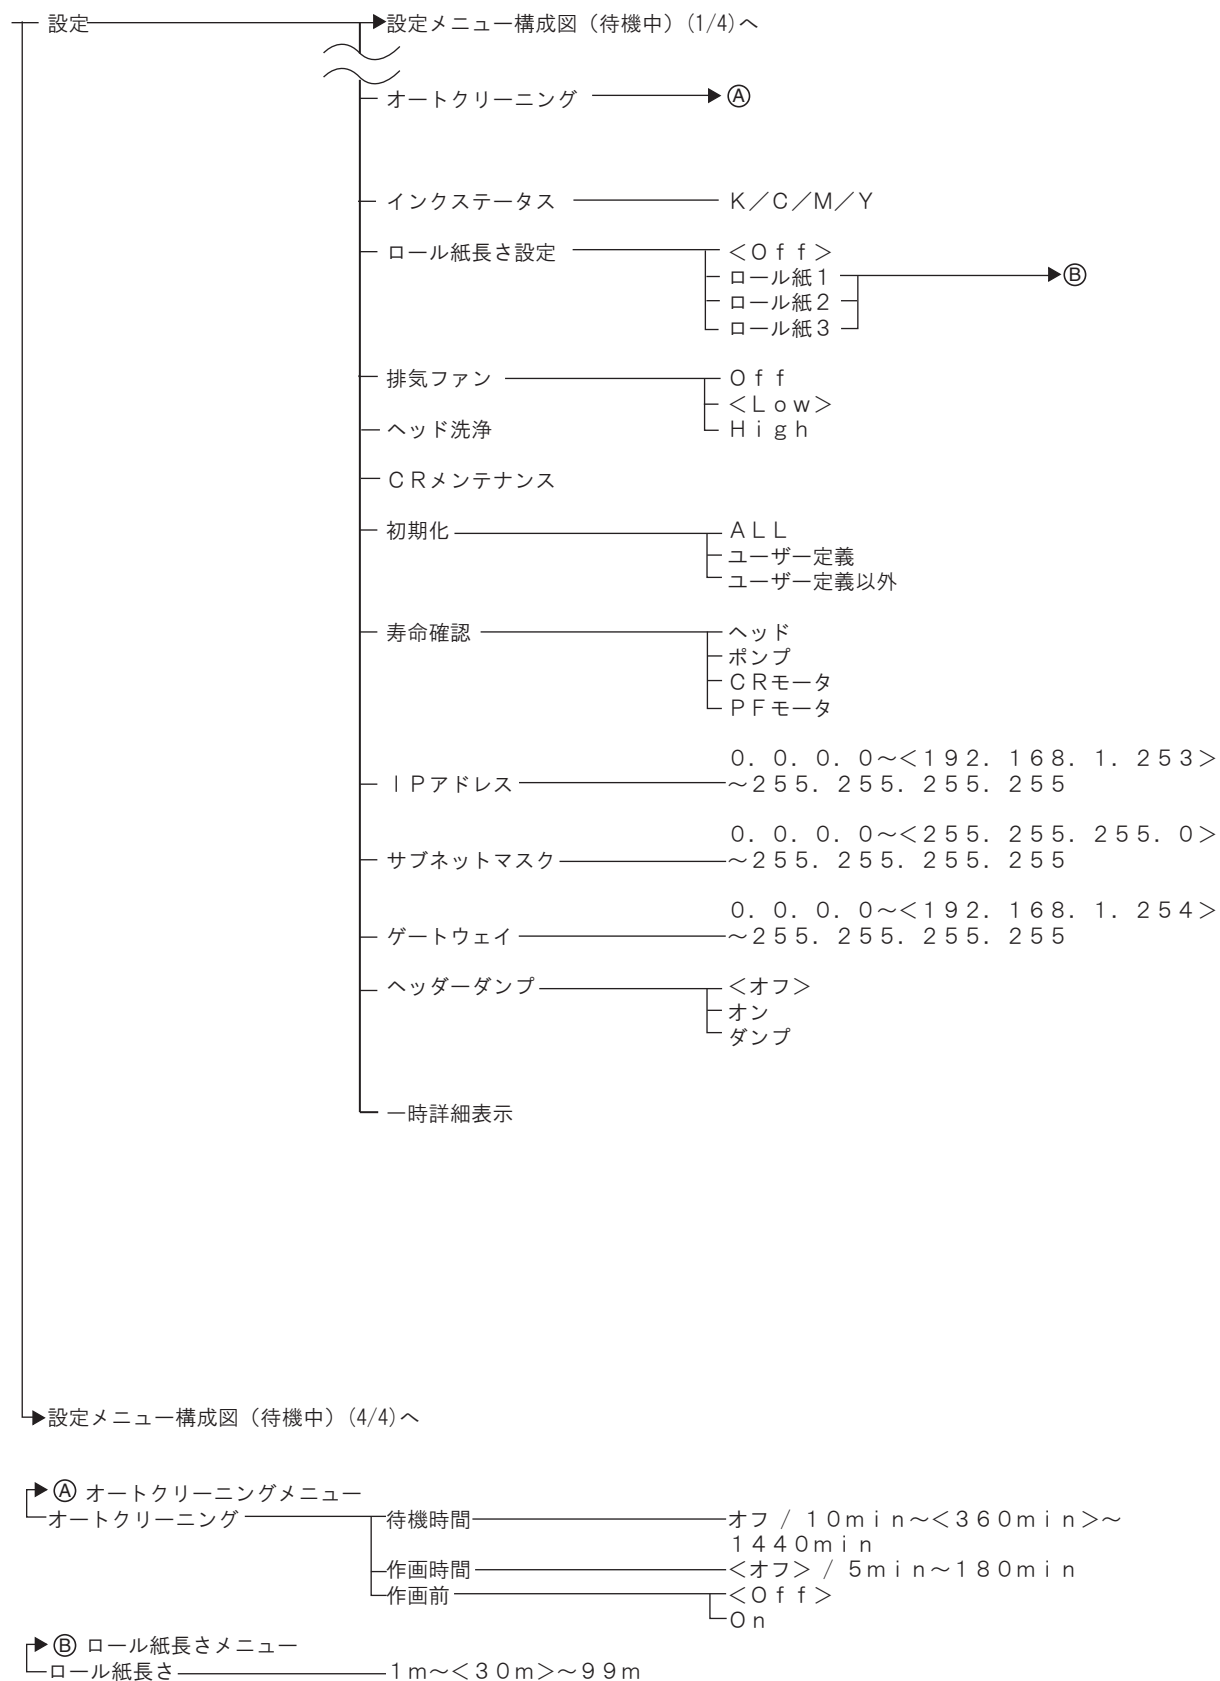 設定
設定メニュー構成図（待機中）(1/4)へ
オートクリーニング Ⓐ
インクステータス K／C／M／Y
ロール紙長さ設定 ＜Off＞
ロール紙1 Ⓑ
ロール紙2
ロール紙3
排気ファン Off
＜Low＞
High
ヘッド洗浄
CRメンテナンス
初期化 ALL
ユーザー定義
ユーザー定義以外
寿命確認 ヘッド
ポンプ
CRモータ
PFモータ
0．0．0．0～＜192．168．1．253＞
IPアドレス ～255．255．255．255
0．0．0．0～＜255．255．255．0＞
サブネットマスク ～255．255．255．255
0．0．0．0～＜192．168．1．254＞
ゲートウェイ ～255．255．255．255
ヘッダーダンプ ＜オフ＞
オン
ダンプ
一時詳細表示
設定メニュー構成図（待機中）(4/4)へ
Ⓐ オートクリーニングメニュー
オートクリーニング 待機時間 オフ / 10min～＜360min＞～
1440min
作画時間 ＜オフ＞ / 5min～180min
作画前 ＜Off＞
On
Ⓑ ロール紙長さメニュー
ロール紙長さ 1m～＜30m＞～99m